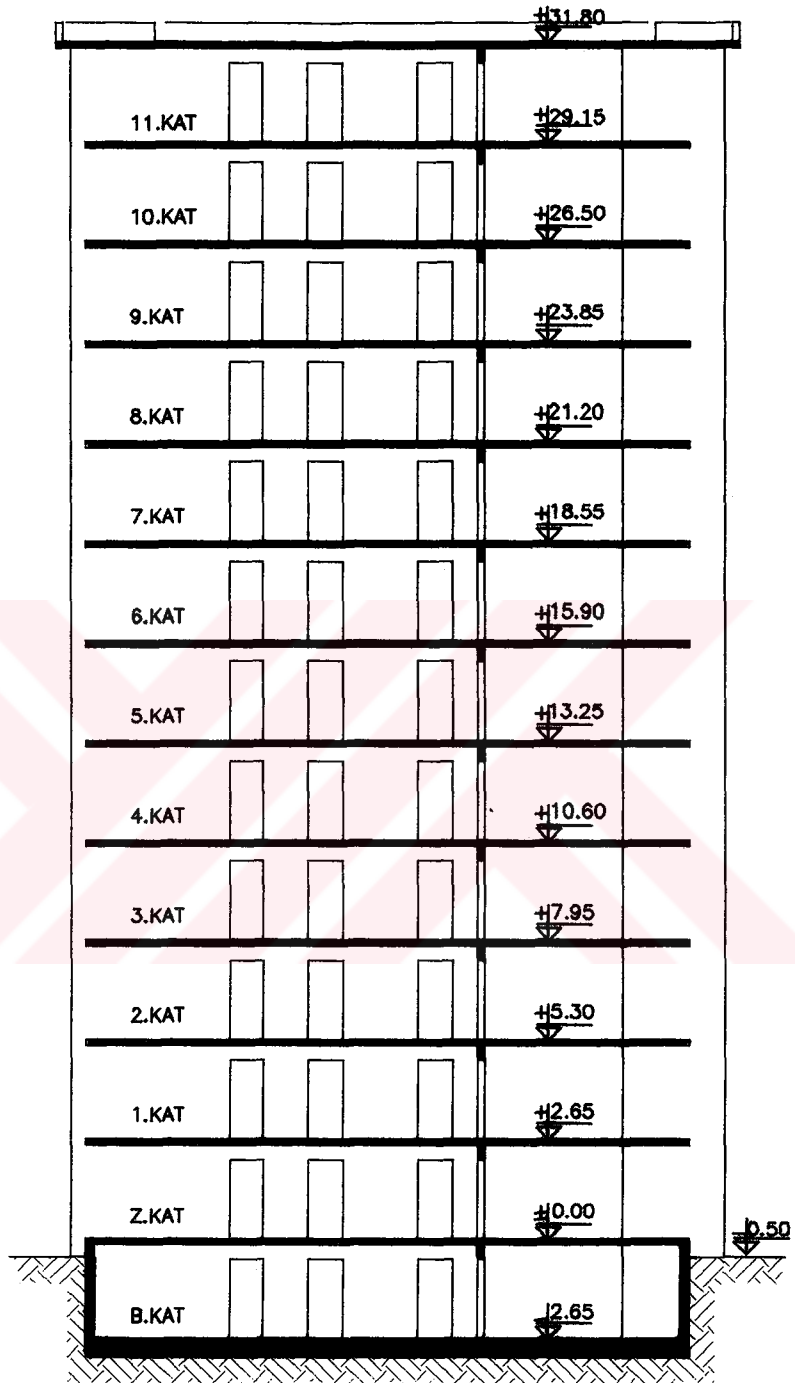 +31.80
11.KAT +29.15
10.KAT +26.50
9.KAT +23.85
8.KAT +21.20
7.KAT +18.55
6.KAT +15.90
5.KAT +13.25
4.KAT +10.60
3.KAT +7.95
2.KAT +5.30
1.KAT +2.65
Z.KAT ±0.00
-0.50
B.KAT -2.65